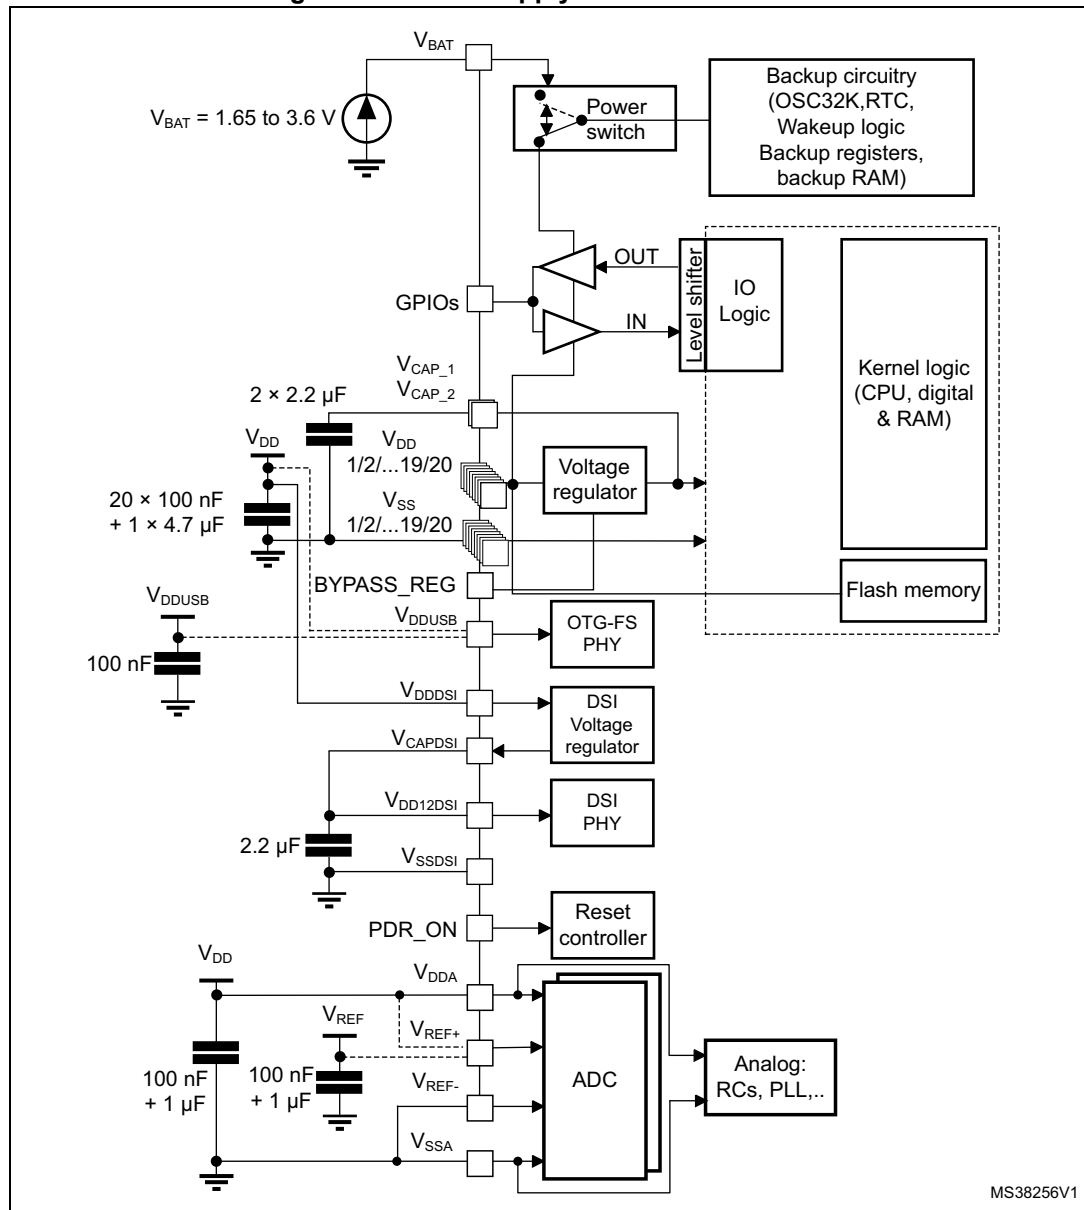 V_BAT
V_BAT = 1.65 to 3.6 V
Power
switch
Backup circuitry
(OSC32K,RTC,
Wakeup logic
Backup registers,
backup RAM)
OUT
GPIOs
IN
Level shifter
IO
Logic
Kernel logic
(CPU, digital
& RAM)
V_CAP_1
V_CAP_2
2 × 2.2 µF
V_DD
V_DD
1/2/...19/20
Voltage
regulator
20 × 100 nF
+ 1 × 4.7 µF
V_SS
1/2/...19/20
BYPASS_REG
Flash memory
V_DDUSB
V_DDUSB
OTG-FS
PHY
100 nF
V_DDDSI
DSI
Voltage
regulator
V_CAPDSI
V_DD12DSI
DSI
PHY
2.2 µF
V_SSDSI
PDR_ON
Reset
controller
V_DD
V_DDA
V_REF
V_REF+
100 nF
+ 1 µF
100 nF
+ 1 µF
V_REF-
ADC
Analog:
RCs, PLL,..
V_SSA
MS38256V1